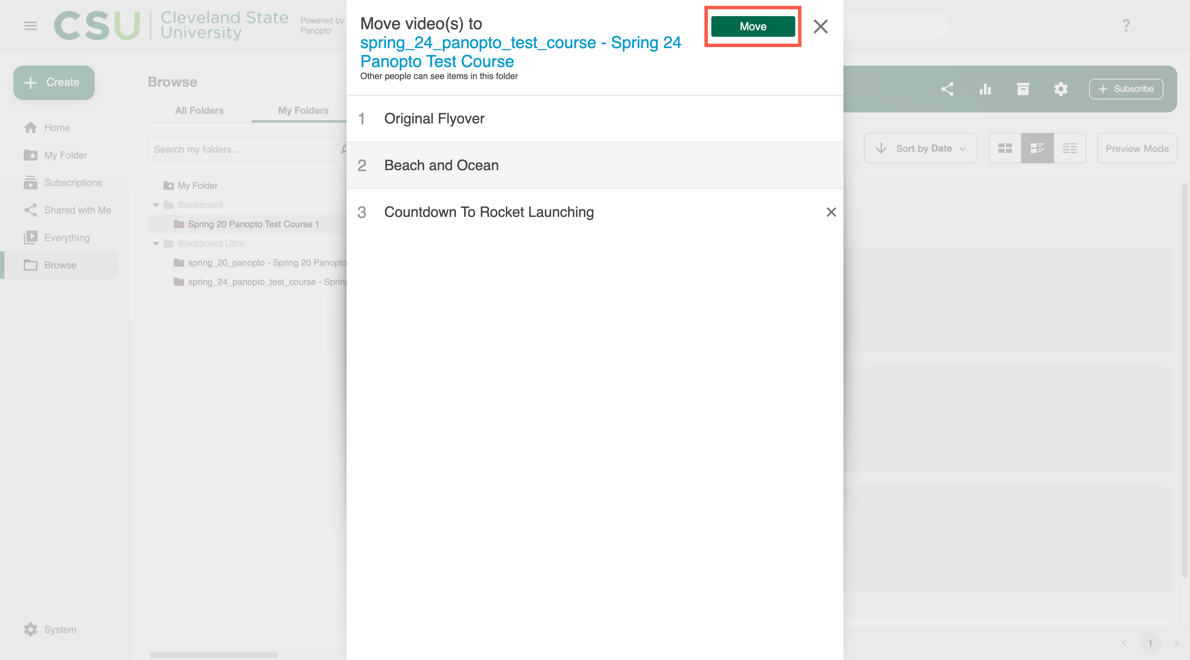 CSU
Cleveland State
University
Powered by
Panopto
?
Create
Home
My Folder
Subscriptions
Shared with Me
Everything
Browse
System
Browse
All Folders
My Folders
Search my folders...
My Folder
Blackboard
Spring 20 Panopto Test Course 1
Blackboard Ultra
spring_20_panopto - Spring 20 Panopto
spring_24_panopto_test_course - Spring
Move video(s) to
spring_24_panopto_test_course - Spring 24
Panopto Test Course
Other people can see items in this folder
Move
1 Original Flyover
2 Beach and Ocean
3 Countdown To Rocket Launching
Subscribe
Sort by Date
Preview Mode
1